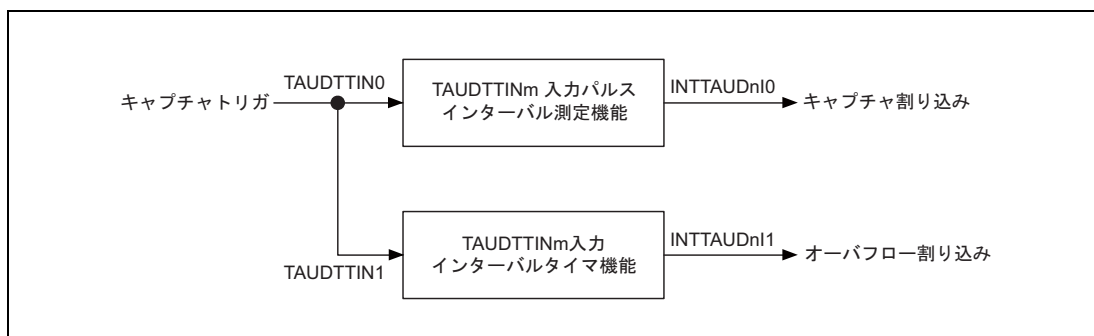 キャプチャトリガ
TAUDTTIN0
TAUDTTINm 入力パルス
インターバル測定機能
INTTAUDnI0
キャプチャ割り込み
TAUDTTIN1
TAUDTTINm入力
インターバルタイマ機能
INTTAUDnI1
オーバフロー割り込み